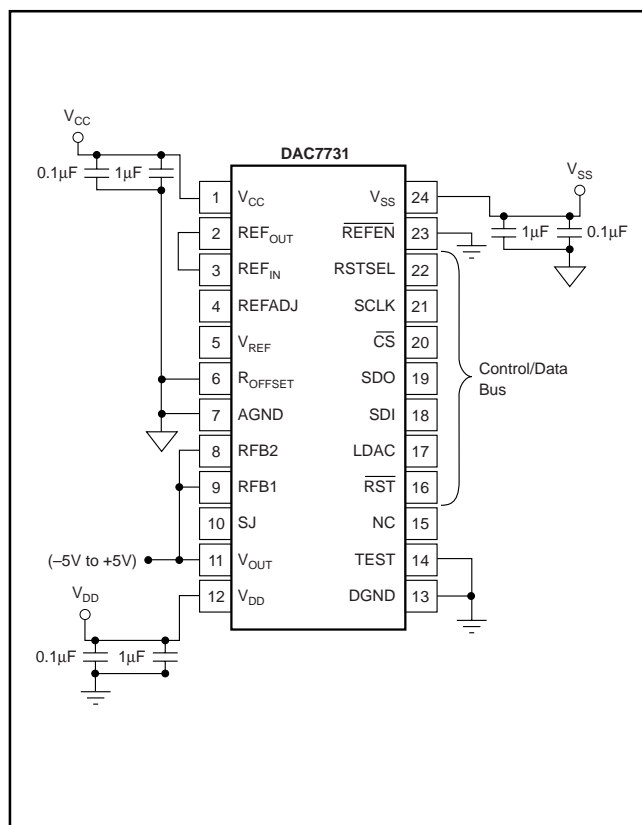 V_CC
0.1µF 1µF
DAC7731
1 V_CC V_SS 24
2 REF_OUT R̅E̅F̅E̅N̅ 23
3 REF_IN RSTSEL 22
4 REFADJ SCLK 21
5 V_REF C̅S̅ 20
6 R_OFFSET SDO 19
7 AGND SDI 18
8 RFB2 LDAC 17
9 RFB1 R̅S̅T̅ 16
10 SJ NC 15
11 V_OUT TEST 14
12 V_DD DGND 13
V_SS
1µF 0.1µF
Control/Data
Bus
(–5V to +5V)
V_DD
0.1µF 1µF